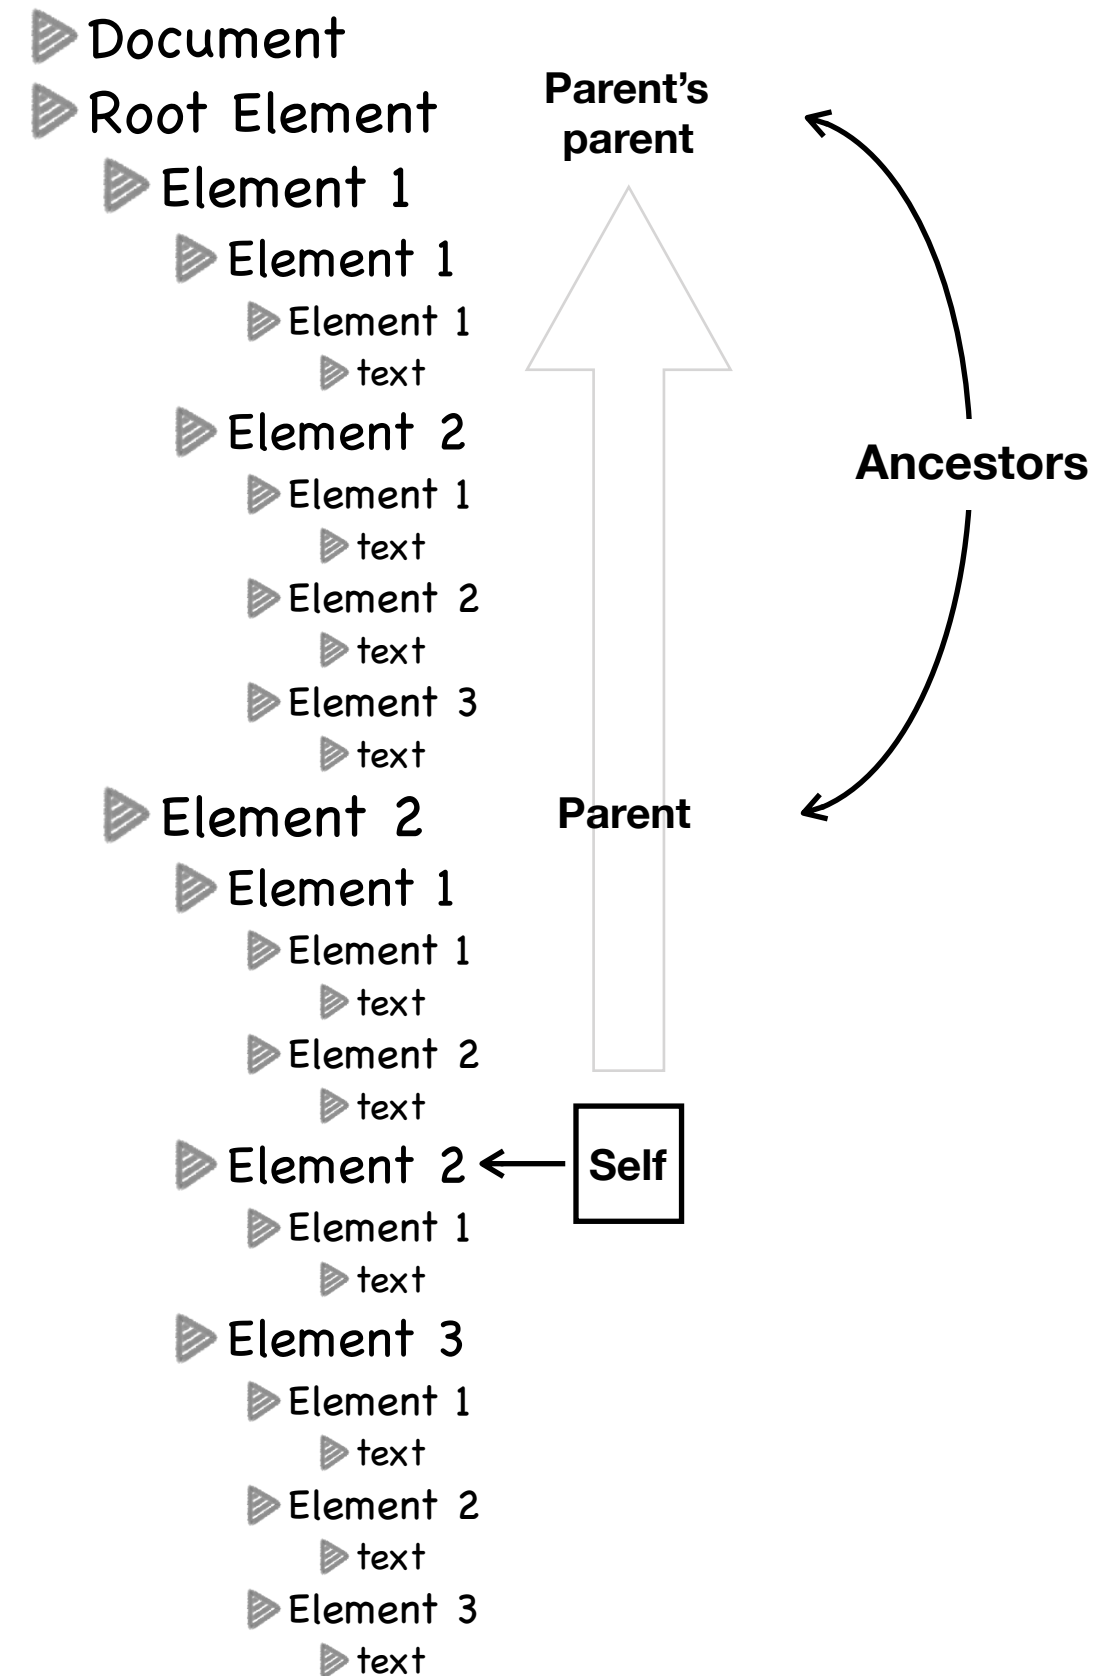 Document
Root Element
Element 1
Element 1
Element 1
text
Element 2
Element 1
text
Element 2
text
Element 3
text
Element 2
Element 1
Element 1
text
Element 2
text
Element 2
Element 1
text
Element 3
Element 1
text
Element 2
text
Element 3
text
Parent’s
parent
Parent
Self
Ancestors